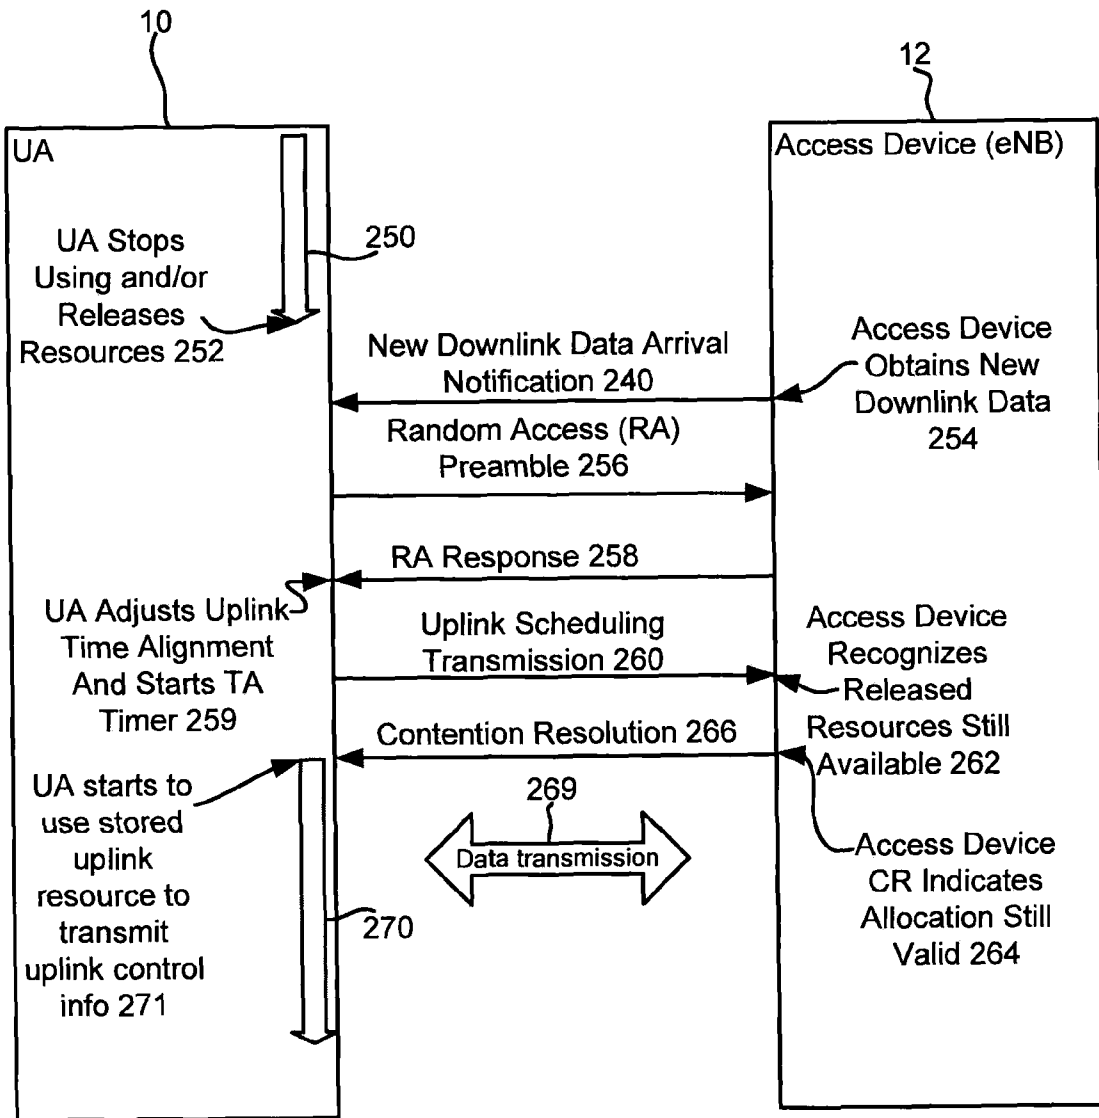 10
12
UA
Access Device (eNB)
250
UA Stops
Using and/or
Releases
Resources 252
New Downlink Data Arrival
Notification 240
Access Device
Obtains New
Downlink Data
254
Random Access (RA)
Preamble 256
RA Response 258
UA Adjusts Uplink
Time Alignment
And Starts TA
Timer 259
Uplink Scheduling
Transmission 260
Access Device
Recognizes
Released
Resources Still
Available 262
Contention Resolution 266
UA starts to
use stored
uplink
resource to
transmit
uplink control
info 271
269
Data transmission
270
Access Device
CR Indicates
Allocation Still
Valid 264